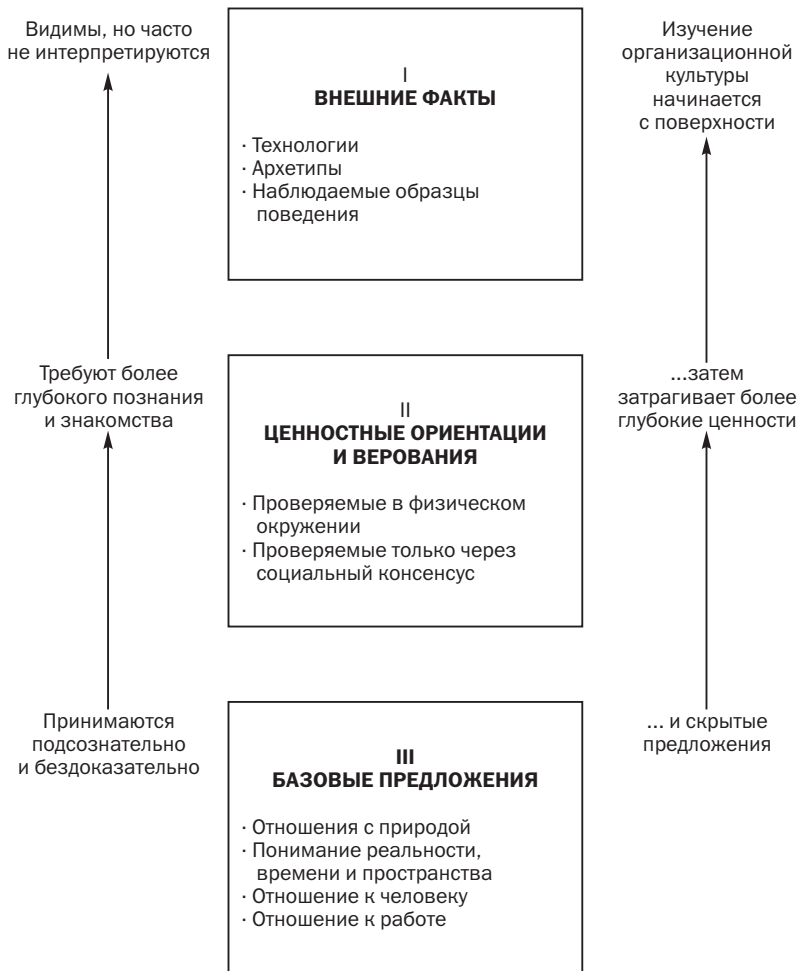 Видимы, но часто
не интерпретируются
I
ВНЕШНИЕ ФАКТЫ
· Технологии
· Архетипы
· Наблюдаемые образцы
поведения
Изучение
организационной
культуры
начинается
с поверхности
Требуют более
глубокого познания
и знакомства
II
ЦЕННОСТНЫЕ ОРИЕНТАЦИИ
И ВЕРОВАНИЯ
· Проверяемые в физическом
окружении
· Проверяемые только через
социальный консенсус
...затем
затрагивает более
глубокие ценности
Принимаются
подсознательно
и бездоказательно
III
БАЗОВЫЕ ПРЕДЛОЖЕНИЯ
· Отношения с природой
· Понимание реальности,
времени и пространства
· Отношение к человеку
· Отношение к работе
... и скрытые
предложения